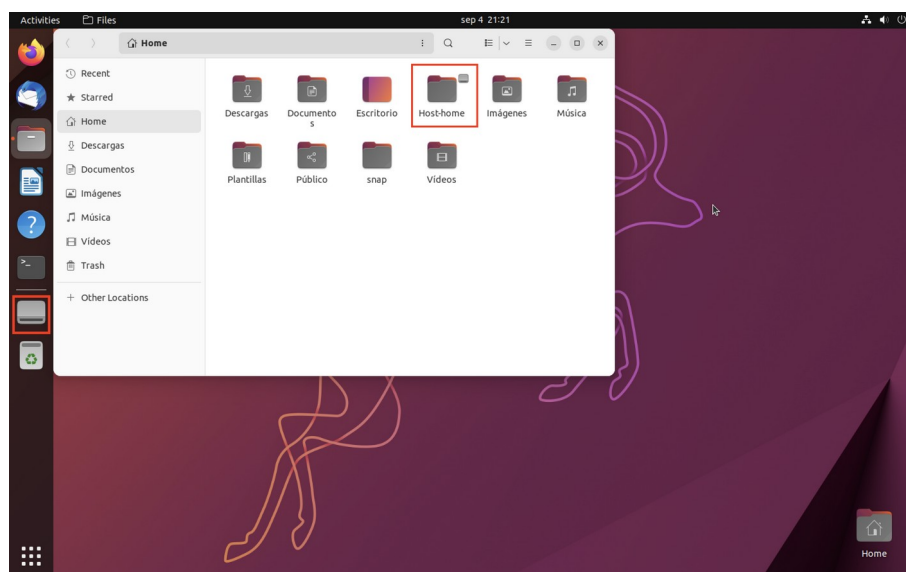 Activities Files sep 4 21:21
Home
Recent
Starred
Home
Descargas
Documentos
Imágenes
Música
Vídeos
Trash
+ Other Locations
Descargas
Documento
s
Escritorio
Host-home
Imágenes
Música
Plantillas
Público
snap
Vídeos
Home